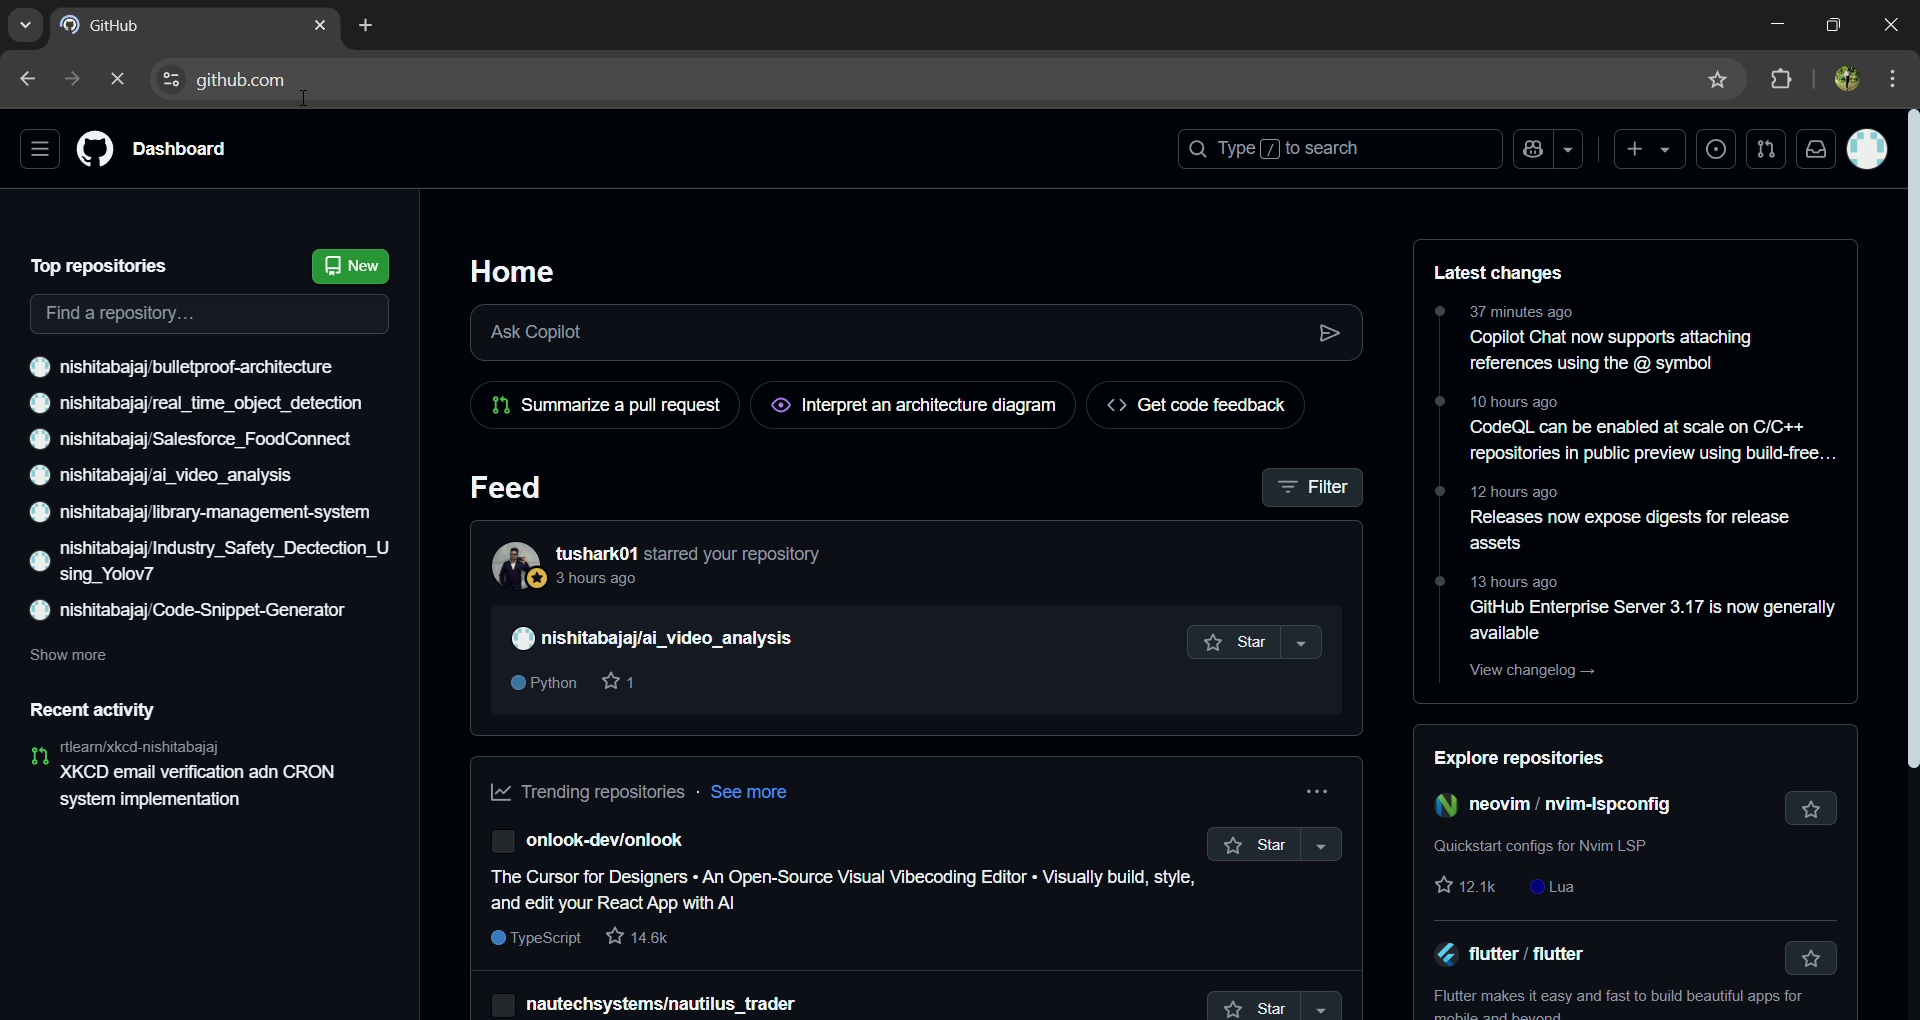 GitHub
github.com
Dashboard
Type / to search
Top repositories
New
Find a repository…
nishitabajaj/bulletproof-architecture
nishitabajaj/real_time_object_detection
nishitabajaj/Salesforce_FoodConnect
nishitabajaj/ai_video_analysis
nishitabajaj/library-management-system
nishitabajaj/Industry_Safety_Dectection_U
sing_Yolov7
nishitabajaj/Code-Snippet-Generator
Show more
Recent activity
rtlearn/xkcd-nishitabajaj
XKCD email verification adn CRON
system implementation
Home
Ask Copilot
Summarize a pull request
Interpret an architecture diagram
Get code feedback
Feed
Filter
tushark01 starred your repository
3 hours ago
nishitabajaj/ai_video_analysis
Star
Python 1
Trending repositories · See more
onlook-dev/onlook
Star
The Cursor for Designers • An Open-Source Visual Vibecoding Editor • Visually build, style,
and edit your React App with AI
TypeScript 14.6k
nautechsystems/nautilus_trader
Star
Latest changes
37 minutes ago
Copilot Chat now supports attaching
references using the @ symbol
10 hours ago
CodeQL can be enabled at scale on C/C++
repositories in public preview using build-free…
12 hours ago
Releases now expose digests for release
assets
13 hours ago
GitHub Enterprise Server 3.17 is now generally
available
View changelog →
Explore repositories
neovim / nvim-lspconfig
Quickstart configs for Nvim LSP
12.1k Lua
flutter / flutter
Flutter makes it easy and fast to build beautiful apps for
mobile and beyond